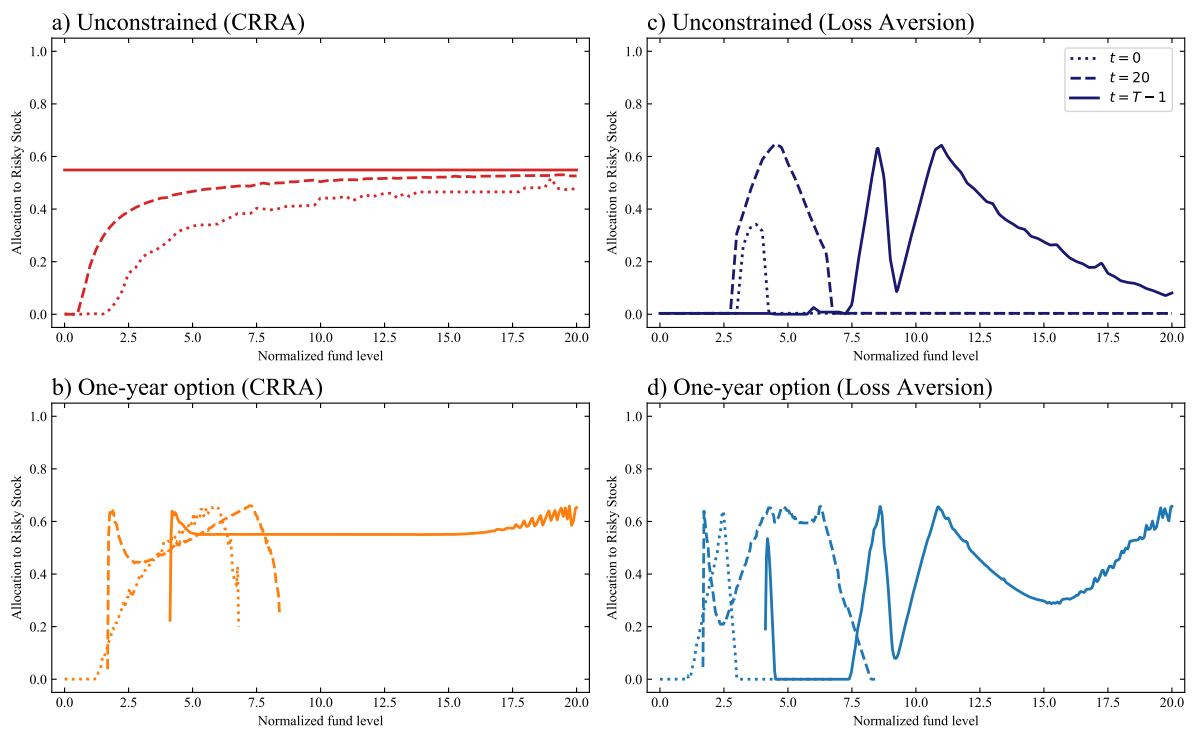 a) Unconstrained (CRRA)
1.0
0.8
0.6
0.4
0.2
0.0
Allocation to Risky Stock
0.0 2.5 5.0 7.5 10.0 12.5 15.0 17.5 20.0
Normalized fund level
c) Unconstrained (Loss Aversion)
t = 0
t = 20
t = T − 1
1.0
0.8
0.6
0.4
0.2
0.0
Allocation to Risky Stock
0.0 2.5 5.0 7.5 10.0 12.5 15.0 17.5 20.0
Normalized fund level
b) One-year option (CRRA)
1.0
0.8
0.6
0.4
0.2
0.0
Allocation to Risky Stock
0.0 2.5 5.0 7.5 10.0 12.5 15.0 17.5 20.0
Normalized fund level
d) One-year option (Loss Aversion)
1.0
0.8
0.6
0.4
0.2
0.0
Allocation to Risky Stock
0.0 2.5 5.0 7.5 10.0 12.5 15.0 17.5 20.0
Normalized fund level